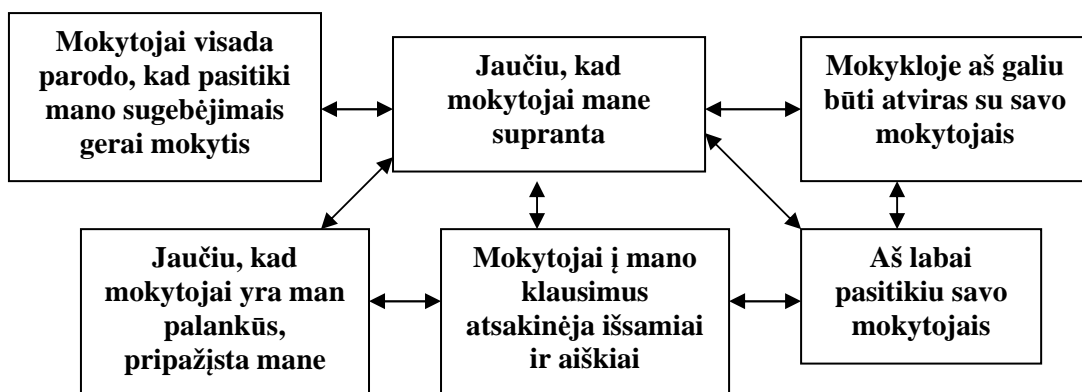 Mokytojai visada
parodo, kad pasitiki
mano sugebėjimais
gerai mokytis
Jaučiu, kad
mokytojai mane
supranta
Mokykloje aš galiu
būti atviras su savo
mokytojais
Jaučiu, kad
mokytojai yra man
palankūs,
pripažįsta mane
Mokytojai į mano
klausimus
atsakinėja išsamiai
ir aiškiai
Aš labai
pasitikiu savo
mokytojais